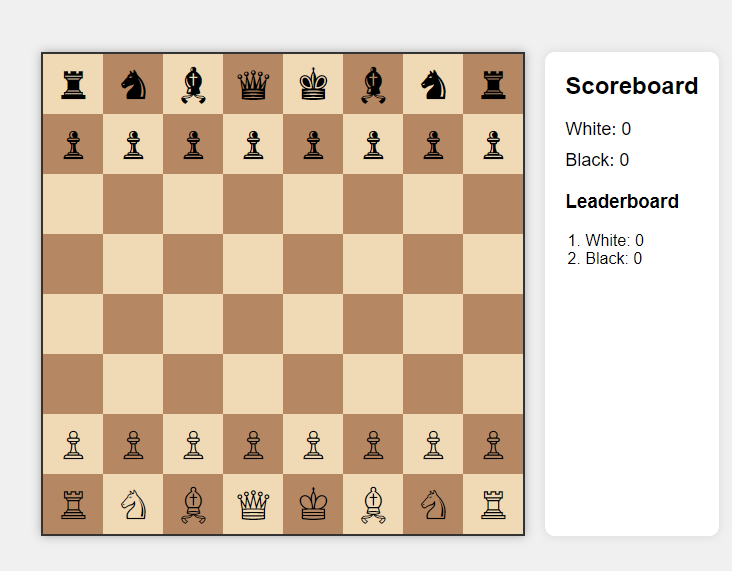 Scoreboard
White: 0
Black: 0
Leaderboard
1. White: 0
2. Black: 0